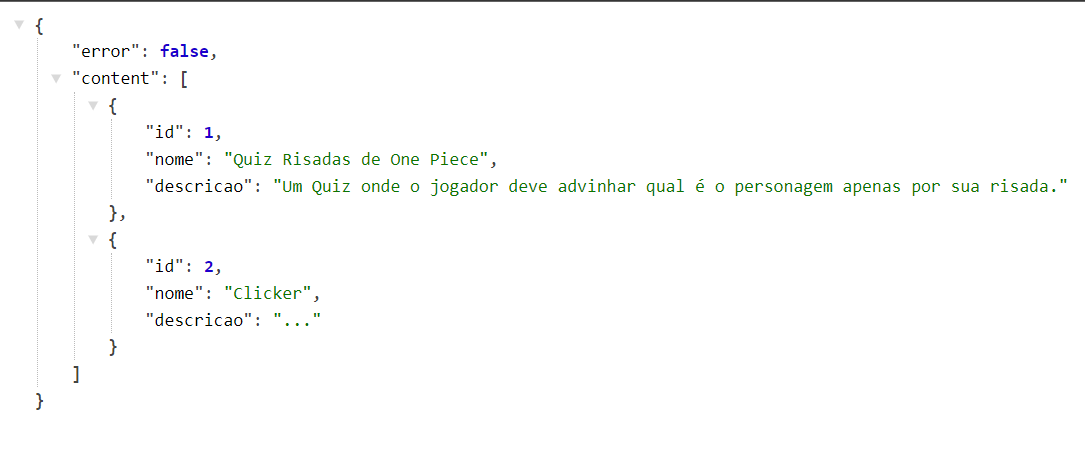 {
"error": false,
"content": [
{
"id": 1,
"nome": "Quiz Risadas de One Piece",
"descricao": "Um Quiz onde o jogador deve advinhar qual é o personagem apenas por sua risada."
},
{
"id": 2,
"nome": "Clicker",
"descricao": "..."
}
]
}